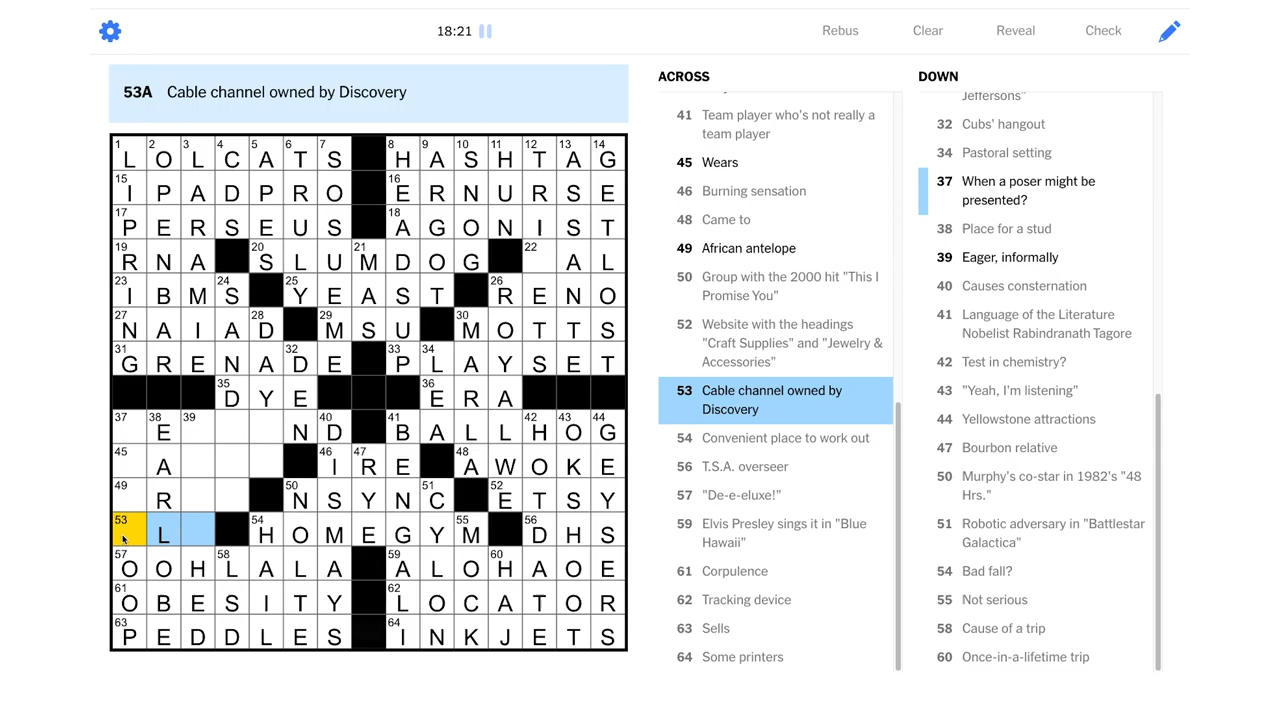 18:21
Rebus
Clear
Reveal
Check
53A Cable channel owned by Discovery
ACROSS
41 Team player who's not really a
team player
45 Wears
46 Burning sensation
48 Came to
49 African antelope
50 Group with the 2000 hit "This I
Promise You"
52 Website with the headings
"Craft Supplies" and "Jewelry &
Accessories"
53 Cable channel owned by
Discovery
54 Convenient place to work out
56 T.S.A. overseer
57 "De-e-eluxe!"
59 Elvis Presley sings it in "Blue
Hawaii"
61 Corpulence
62 Tracking device
63 Sells
64 Some printers
DOWN
Jeffersons"
32 Cubs' hangout
34 Pastoral setting
37 When a poser might be
presented?
38 Place for a stud
39 Eager, informally
40 Causes consternation
41 Language of the Literature
Nobelist Rabindranath Tagore
42 Test in chemistry?
43 "Yeah, I'm listening"
44 Yellowstone attractions
47 Bourbon relative
50 Murphy's co-star in 1982's "48
Hrs."
51 Robotic adversary in "Battlestar
Galactica"
54 Bad fall?
55 Not serious
58 Cause of a trip
60 Once-in-a-lifetime trip
1 2 3 4 5 6 7 8 9 10 11 12 13 14
L O L C A T S H A S H T A G
15 16
I P A D P R O E R N U R S E
17 18
P E R S E U S A G O N I S T
19 20 21 22
R N A S L U M D O G A L
23 24 25 26
I B M S Y E A S T R E N O
27 28 29 30
N A I A D M S U M O T T S
31 32 33 34
G R E N A D E P L A Y S E T
35 36
D Y E E R A
37 38 39 40 41 42 43 44
E N D B A L L H O G
45 46 47 48
A I R E A W O K E
49 50 51 52
R N S Y N C E T S Y
53 54 55 56
L H O M E G Y M D H S
57 58 59 60
O O H L A L A A L O H A O E
61 62
O B E S I T Y L O C A T O R
63 64
P E D D L E S I N K J E T S